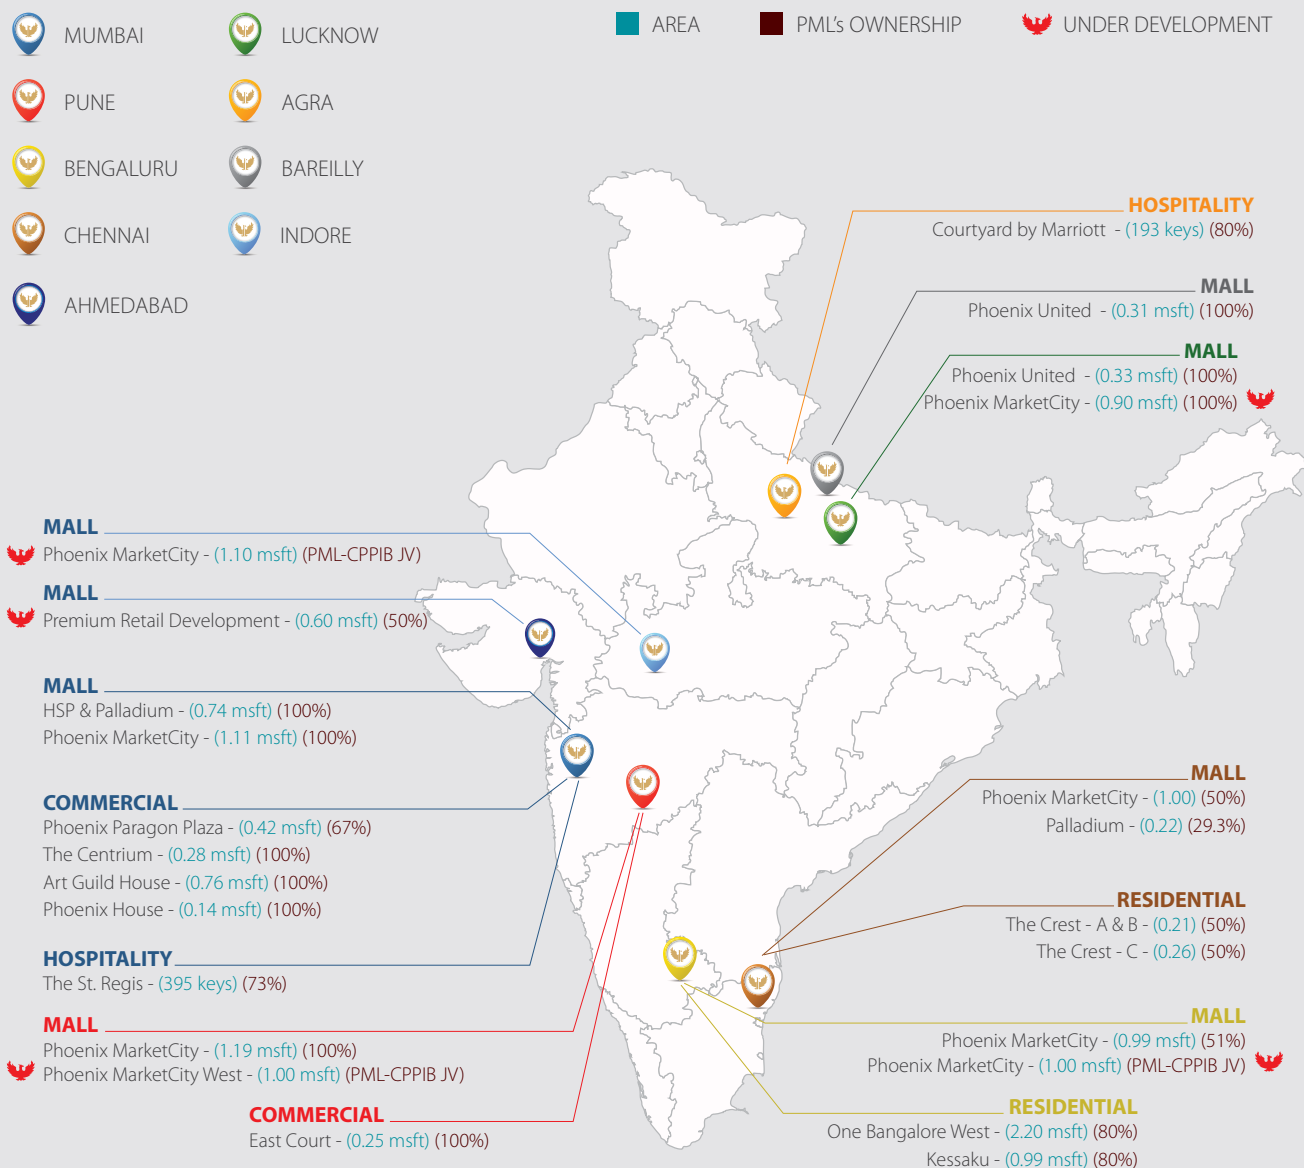 MUMBAI
LUCKNOW
PUNE
AGRA
BENGALURU
BAREILLY
CHENNAI
INDORE
AHMEDABAD
AREA
PML's OWNERSHIP
UNDER DEVELOPMENT
HOSPITALITY
Courtyard by Marriott - (193 keys) (80%)
MALL
Phoenix United - (0.31 msft) (100%)
MALL
Phoenix United - (0.33 msft) (100%)
Phoenix MarketCity - (0.90 msft) (100%)
MALL
Phoenix MarketCity - (1.10 msft) (PML-CPPIB JV)
MALL
Premium Retail Development - (0.60 msft) (50%)
MALL
HSP & Palladium - (0.74 msft) (100%)
Phoenix MarketCity - (1.11 msft) (100%)
COMMERCIAL
Phoenix Paragon Plaza - (0.42 msft) (67%)
The Centrium - (0.28 msft) (100%)
Art Guild House - (0.76 msft) (100%)
Phoenix House - (0.14 msft) (100%)
HOSPITALITY
The St. Regis - (395 keys) (73%)
MALL
Phoenix MarketCity - (1.19 msft) (100%)
Phoenix MarketCity West - (1.00 msft) (PML-CPPIB JV)
COMMERCIAL
East Court - (0.25 msft) (100%)
MALL
Phoenix MarketCity - (1.00) (50%)
Palladium - (0.22) (29.3%)
RESIDENTIAL
The Crest - A & B - (0.21) (50%)
The Crest - C - (0.26) (50%)
MALL
Phoenix MarketCity - (0.99 msft) (51%)
Phoenix MarketCity - (1.00 msft) (PML-CPPIB JV)
RESIDENTIAL
One Bangalore West - (2.20 msft) (80%)
Kessaku - (0.99 msft) (80%)